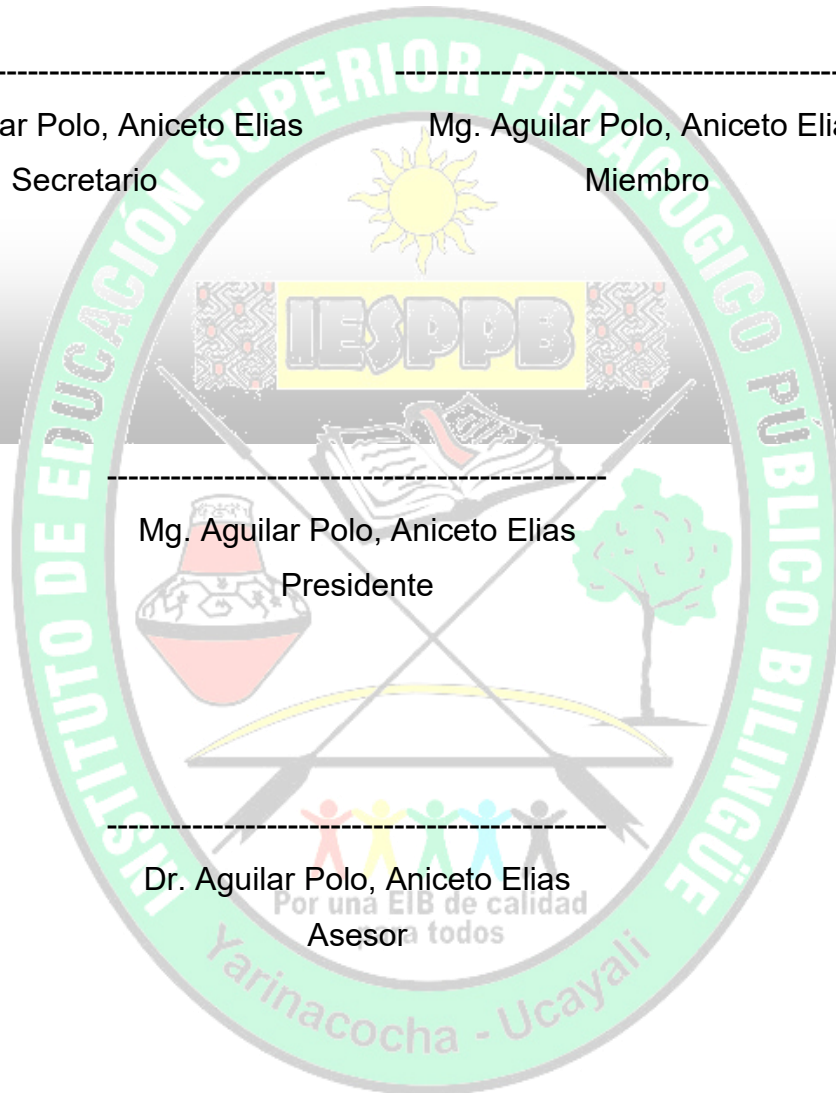 -------------------------------- ------------------------------------------
ar Polo, Aniceto Elias Mg. Aguilar Polo, Aniceto Elia
Secretario Miembro
INSTITUTO DE EDUCACIÓN SUPERIOR PEDAGÓGICO PÚBLICO BILINGÜE
IESPPB
---------------------------------------------------------
Mg. Aguilar Polo, Aniceto Elias
Presidente
---------------------------------------------------------
Dr. Aguilar Polo, Aniceto Elias
Por una EIB de calidad
Asesor
para todos
Yarinacocha - Ucayali